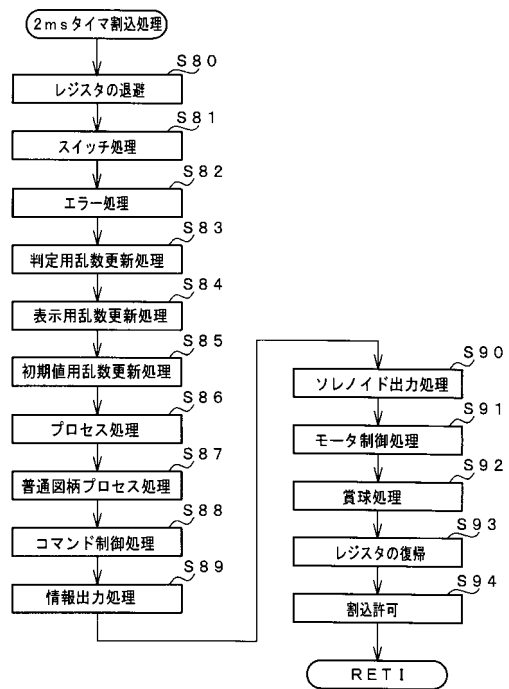 2msタイマ割込処理
S80
レジスタの退避
S81
スイッチ処理
S82
エラー処理
S83
判定用乱数更新処理
S84
表示用乱数更新処理
S85
初期値用乱数更新処理
S86
プロセス処理
S87
普通図柄プロセス処理
S88
コマンド制御処理
S89
情報出力処理
S90
ソレノイド出力処理
S91
モータ制御処理
S92
賞球処理
S93
レジスタの復帰
S94
割込許可
RETI